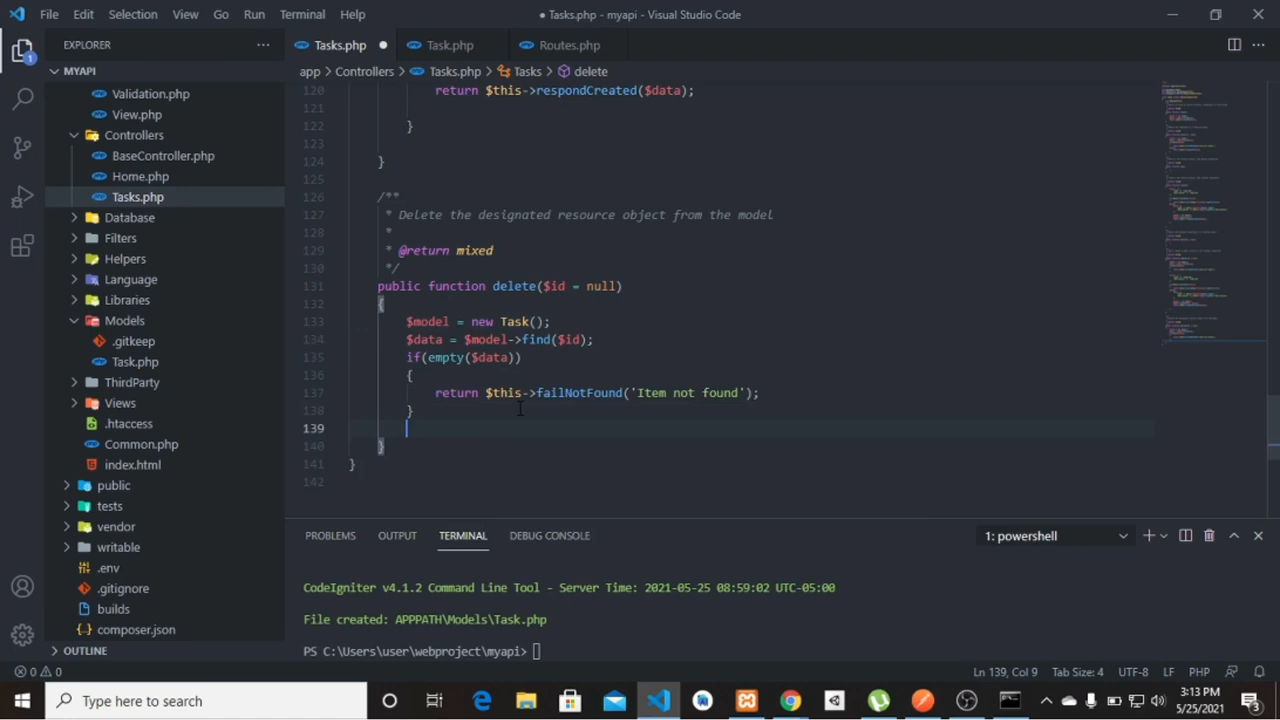 File Edit Selection View Go Run Terminal Help
● Tasks.php - myapi - Visual Studio Code
EXPLORER
MYAPI
Validation.php
View.php
Controllers
BaseController.php
Home.php
Tasks.php
Database
Filters
Helpers
Language
Libraries
Models
.gitkeep
Task.php
ThirdParty
Views
.htaccess
Common.php
index.html
public
tests
vendor
writable
.env
.gitignore
builds
composer.json
OUTLINE
Tasks.php ● Task.php Routes.php
app > Controllers > Tasks.php > Tasks > delete
120 return $this->respondCreated($data);
121
122 }
123
124 }
125
126 /**
127 * Delete the designated resource object from the model
128 *
129 * @return mixed
130 */
131 public function delete($id = null)
132 {
133 $model = new Task();
134 $data = $model->find($id);
135 if(empty($data))
136 {
137 return $this->failNotFound('Item not found');
138 }
139
140 }
141 }
142
PROBLEMS OUTPUT TERMINAL DEBUG CONSOLE
1: powershell
CodeIgniter v4.1.2 Command Line Tool - Server Time: 2021-05-25 08:59:02 UTC-05:00
File created: APPPATH\Models\Task.php
PS C:\Users\user\webproject\myapi>
0 0 Ln 139, Col 9 Tab Size: 4 UTF-8 LF PHP
Type here to search
3:13 PM
5/25/2021
3
1